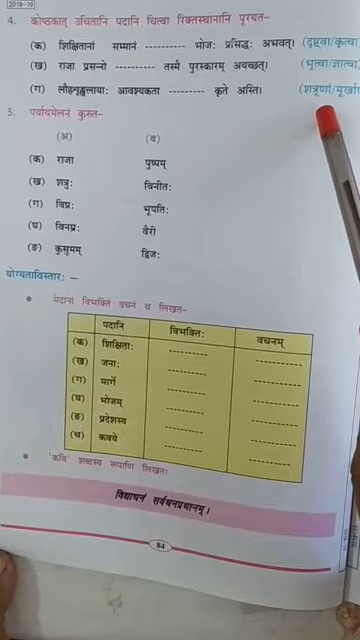 2018-19
4. कोष्ठकात् उचितानि पदानि चित्वा रिक्तस्थानानि पूरयत–
(क) शिक्षितानां सम्मानं ---------- भोजः प्रसिद्धः अभवत्। (दृष्ट्वा/कृत्वा
(ख) राजा प्रसन्नो ---------- तस्मै पुरस्कारम् अयच्छत्। (भूत्वा/ज्ञात्वा
(ग) लौहशृङ्खलायाः आवश्यकता --------- कृते अस्ति। (शत्रूणां/मूर्खा
5. पर्यायमेलनं कुरुत–
(अ) (ब)
(क) राजा पुष्पम्
(ख) शत्रुः विनीतः
(ग) विप्रः भूपतिः
(घ) विनम्रः वैरी
(ङ) कुसुमम् द्विजः
योग्यताविस्तारः –
• पदानां विभक्तिं वचनं च लिखत–
पदानि विभक्तिः वचनम्
(क) शिक्षिताः ---------- ----------
(ख) जनाः ---------- ----------
(ग) मार्गे ---------- ----------
(घ) भोजम् ---------- ----------
(ङ) प्रदेशस्य ---------- ----------
(च) कवये ---------- ----------
• 'कवि' शब्दस्य रूपाणि लिखत।
विद्याधनं सर्वधनप्रधानम्।
84